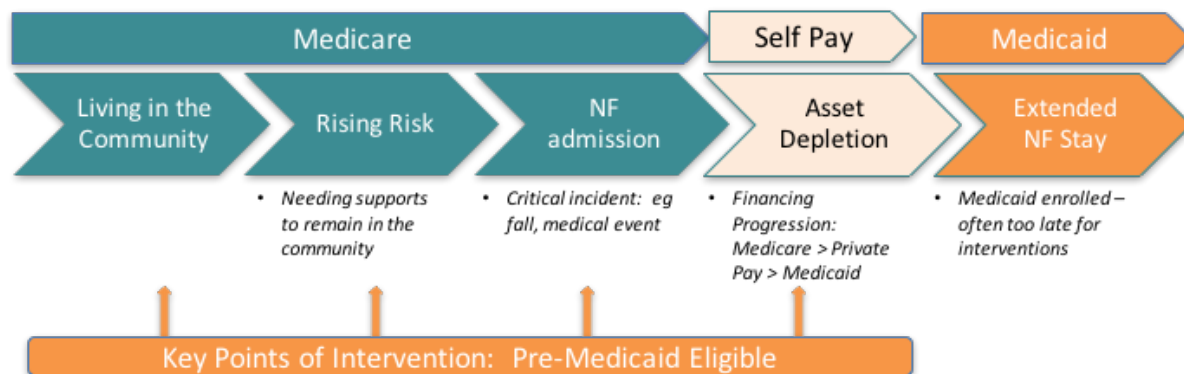 Medicare
Self Pay
Medicaid
Living in the
Community
Rising Risk
NF
admission
Asset
Depletion
Extended
NF Stay
• Needing supports
to remain in the
community
• Critical incident: eg
fall, medical event
• Financing
Progression:
Medicare > Private
Pay > Medicaid
• Medicaid enrolled –
often too late for
interventions
Key Points of Intervention: Pre-Medicaid Eligible